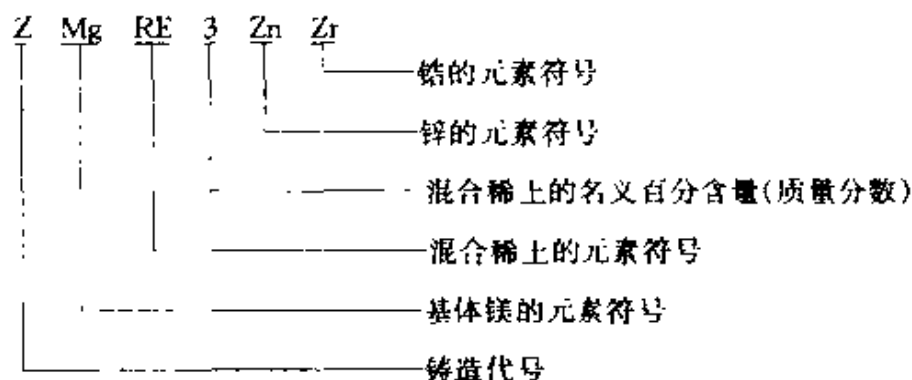 Z Mg RE 3 Zn Zr
锆的元素符号
锌的元素符号
混合稀上的名义百分含量(质量分数)
混合稀上的元素符号
基体镁的元素符号
铸造代号